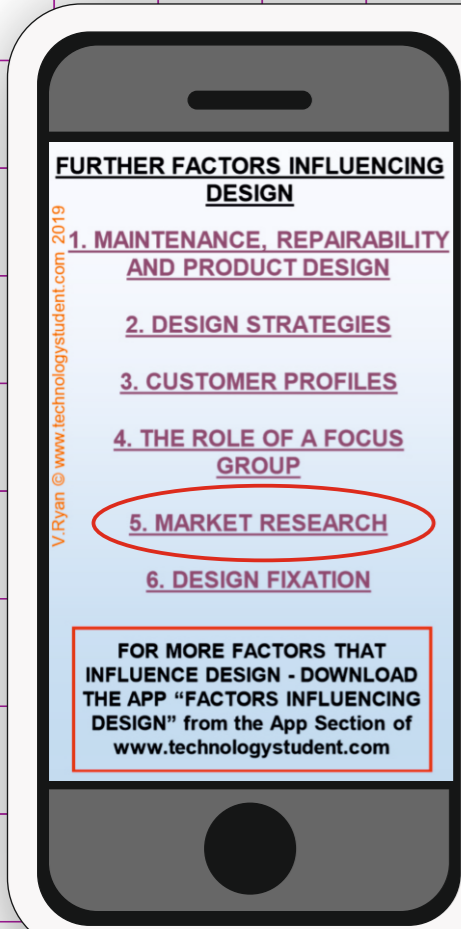 FURTHER FACTORS INFLUENCING
DESIGN
V.Ryan © www.technologystudent.com 2019
1. MAINTENANCE, REPAIRABILITY
AND PRODUCT DESIGN
2. DESIGN STRATEGIES
3. CUSTOMER PROFILES
4. THE ROLE OF A FOCUS
GROUP
5. MARKET RESEARCH
6. DESIGN FIXATION
FOR MORE FACTORS THAT
INFLUENCE DESIGN - DOWNLOAD
THE APP “FACTORS INFLUENCING
DESIGN” from the App Section of
www.technologystudent.com